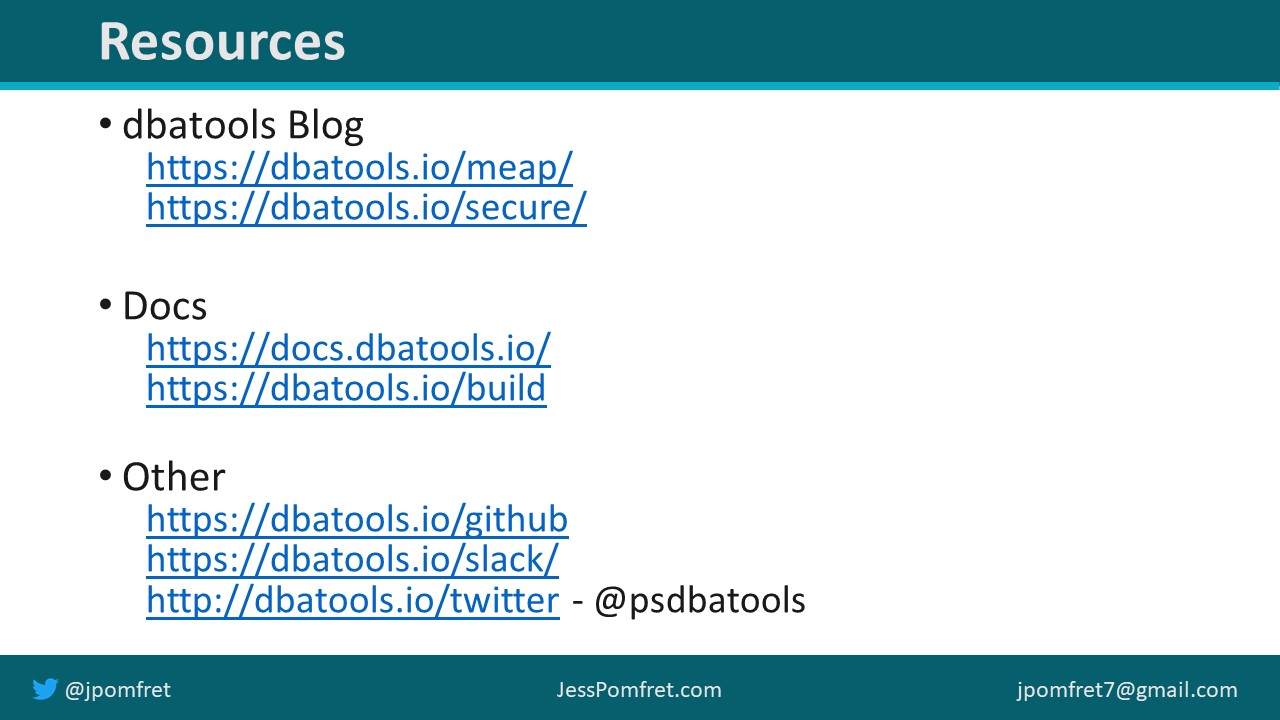 Resources
• dbatools Blog
https://dbatools.io/meap/
https://dbatools.io/secure/
• Docs
https://docs.dbatools.io/
https://dbatools.io/build
• Other
https://dbatools.io/github
https://dbatools.io/slack/
http://dbatools.io/twitter - @psdbatools
@jpomfret JessPomfret.com jpomfret7@gmail.com